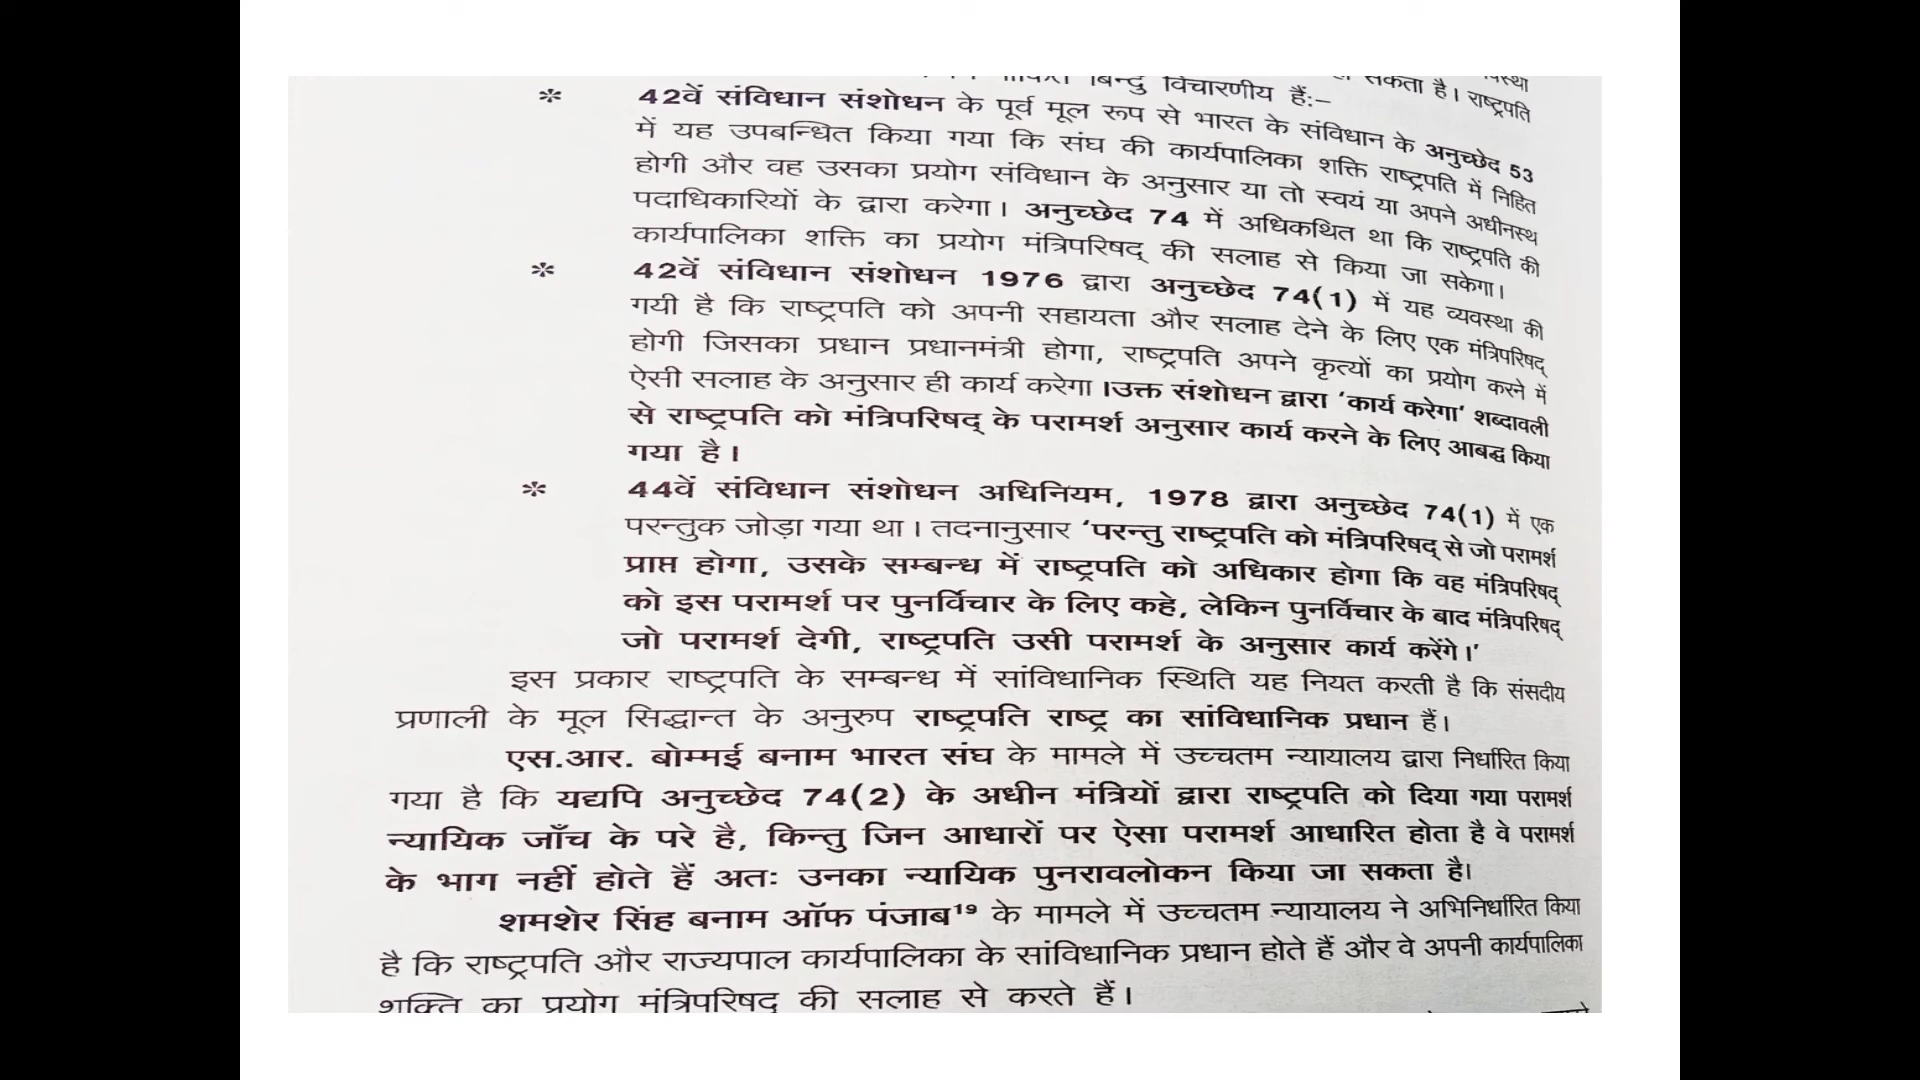 बिन्दु विचारणीय हैं:– सकता है। राष्ट्रपति
* 42वें संविधान संशोधन के पूर्व मूल रूप से भारत के संविधान के अनुच्छेद 53
में यह उपबन्धित किया गया कि संघ की कार्यपालिका शक्ति राष्ट्रपति में निहित
होगी और वह उसका प्रयोग संविधान के अनुसार या तो स्वयं या अपने अधीनस्थ
पदाधिकारियों के द्वारा करेगा। अनुच्छेद 74 में अधिकथित था कि राष्ट्रपति की
कार्यपालिका शक्ति का प्रयोग मंत्रिपरिषद् की सलाह से किया जा सकेगा।
* 42वें संविधान संशोधन 1976 द्वारा अनुच्छेद 74(1) में यह व्यवस्था की
गयी है कि राष्ट्रपति को अपनी सहायता और सलाह देने के लिए एक मंत्रिपरिषद्
होगी जिसका प्रधान प्रधानमंत्री होगा, राष्ट्रपति अपने कृत्यों का प्रयोग करने में
ऐसी सलाह के अनुसार ही कार्य करेगा।उक्त संशोधन द्वारा ‘कार्य करेगा‘ शब्दावली
से राष्ट्रपति को मंत्रिपरिषद् के परामर्श अनुसार कार्य करने के लिए आबद्ध किया
गया है।
* 44वें संविधान संशोधन अधिनियम, 1978 द्वारा अनुच्छेद 74(1) में एक
परन्तुक जोड़ा गया था। तदनानुसार ‘परन्तु राष्ट्रपति को मंत्रिपरिषद् से जो परामर्श
प्राप्त होगा, उसके सम्बन्ध में राष्ट्रपति को अधिकार होगा कि वह मंत्रिपरिषद्
को इस परामर्श पर पुनर्विचार के लिए कहे, लेकिन पुनर्विचार के बाद मंत्रिपरिषद्
जो परामर्श देगी, राष्ट्रपति उसी परामर्श के अनुसार कार्य करेंगे।’
इस प्रकार राष्ट्रपति के सम्बन्ध में सांविधानिक स्थिति यह नियत करती है कि संसदीय
प्रणाली के मूल सिद्धान्त के अनुरुप राष्ट्रपति राष्ट्र का सांविधानिक प्रधान हैं।
एस.आर. बोम्मई बनाम भारत संघ के मामले में उच्चतम न्यायालय द्वारा निर्धारित किया
गया है कि यद्यपि अनुच्छेद 74(2) के अधीन मंत्रियों द्वारा राष्ट्रपति को दिया गया परामर्श
न्यायिक जाँच के परे है, किन्तु जिन आधारों पर ऐसा परामर्श आधारित होता है वे परामर्श
के भाग नहीं होते हैं अतः उनका न्यायिक पुनरावलोकन किया जा सकता है।
शमशेर सिंह बनाम ऑफ पंजाब¹⁹ के मामले में उच्चतम न्यायालय ने अभिनिर्धारित किया
है कि राष्ट्रपति और राज्यपाल कार्यपालिका के सांविधानिक प्रधान होते हैं और वे अपनी कार्यपालिका
शक्ति का प्रयोग मंत्रिपरिषद् की सलाह से करते हैं।